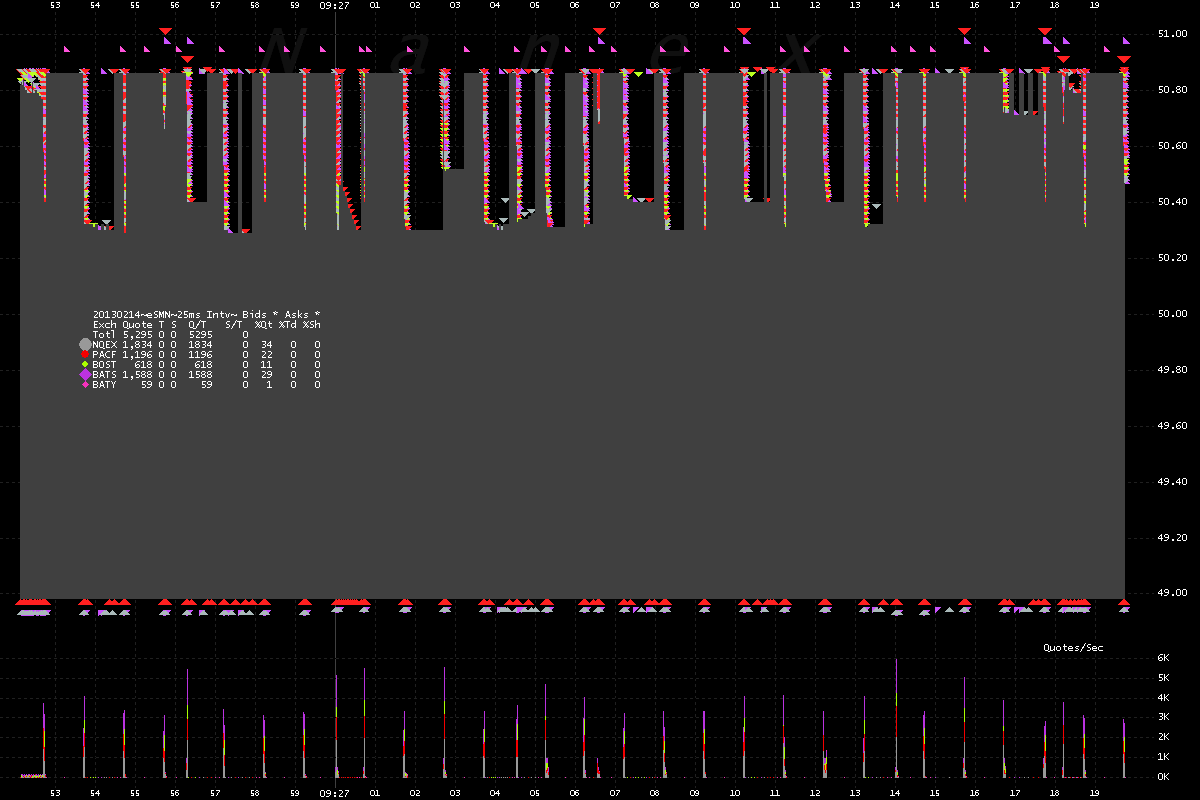 53 54 55 56 57 58 59 09:27 01 02 03 04 05 06 07 08 09 10 11 12 13 14 15 16 17 18 19
Nanex
51.00
50.80
50.60
50.40
50.20
50.00
49.80
49.60
49.40
49.20
49.00
20130214~eSMN~25ms Intv~ Bids * Asks *
Exch Quote T S Q/T S/T %Qt %Td %Sh
Totl 5,295 0 0 5295 0
NQEX 1,834 0 0 1834 0 34 0 0
PACF 1,196 0 0 1196 0 22 0 0
BOST 618 0 0 618 0 11 0 0
BATS 1,588 0 0 1588 0 29 0 0
BATY 59 0 0 59 0 1 0 0
Quotes/Sec
6K
5K
4K
3K
2K
1K
0K
53 54 55 56 57 58 59 09:27 01 02 03 04 05 06 07 08 09 10 11 12 13 14 15 16 17 18 19